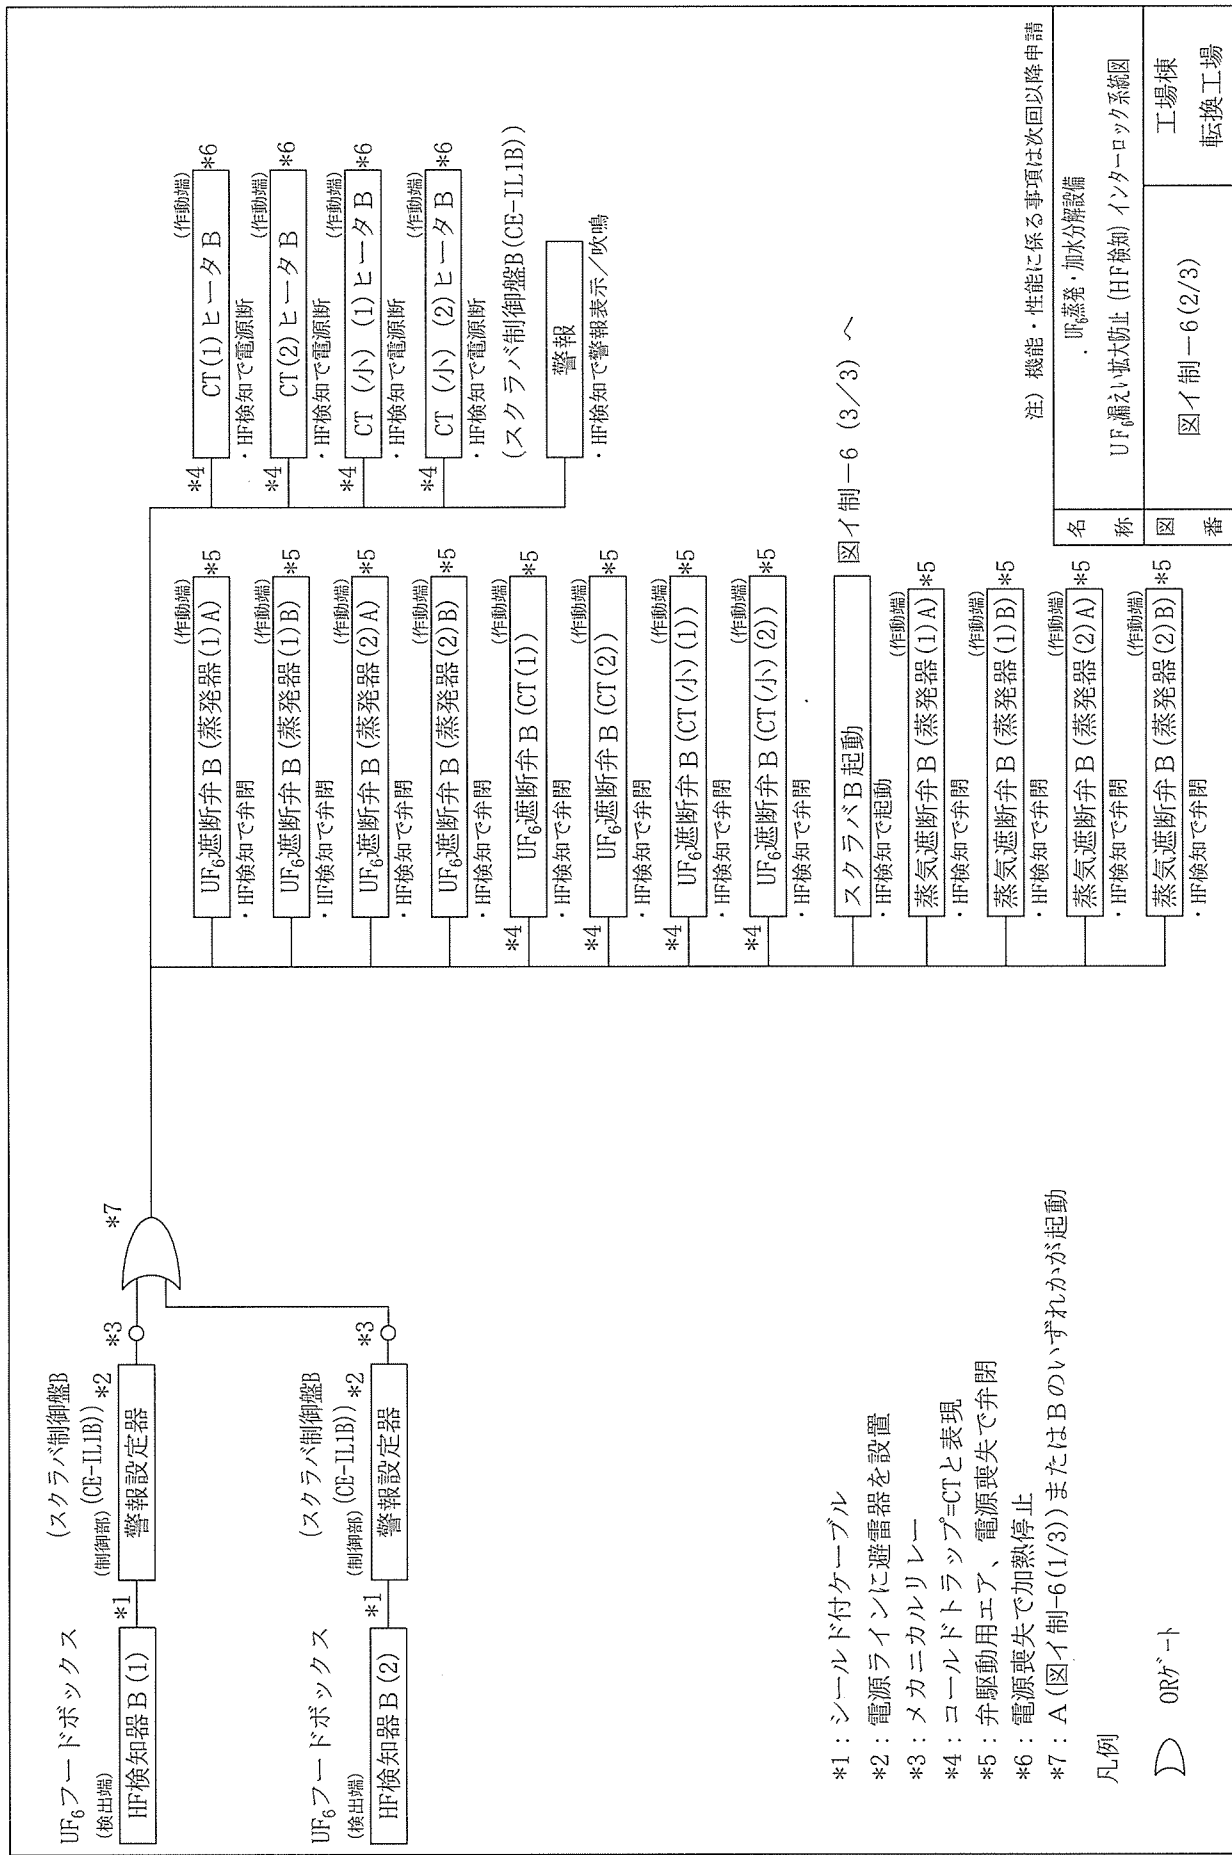 UF₆フードボックス
(検出端)
HF検知器B(1)
*1
(スクラバ制御盤B
(制御部) (CE-IL1B)) *2
警報設定器
*3
*7
UF₆フードボックス
(検出端)
HF検知器B(2)
*1
(スクラバ制御盤B
(制御部) (CE-IL1B)) *2
警報設定器
*3
(作動端)
UF₆遮断弁B(蒸発器(1)A) *5
・HF検知で弁閉
(作動端)
UF₆遮断弁B(蒸発器(1)B) *5
・HF検知で弁閉
(作動端)
UF₆遮断弁B(蒸発器(2)A) *5
・HF検知で弁閉
(作動端)
UF₆遮断弁B(蒸発器(2)B) *5
・HF検知で弁閉
(作動端)
*4 UF₆遮断弁B(CT(1)) *5
・HF検知で弁閉
(作動端)
*4 UF₆遮断弁B(CT(2)) *5
・HF検知で弁閉
(作動端)
*4 UF₆遮断弁B(CT(小)(1)) *5
・HF検知で弁閉
(作動端)
*4 UF₆遮断弁B(CT(小)(2)) *5
・HF検知で弁閉
スクラバB起動 図イ制-6 (3/3) へ
・HF検知で起動
(作動端)
蒸気遮断弁B(蒸発器(1)A) *5
・HF検知で弁閉
(作動端)
蒸気遮断弁B(蒸発器(1)B) *5
・HF検知で弁閉
(作動端)
蒸気遮断弁B(蒸発器(2)A) *5
・HF検知で弁閉
(作動端)
蒸気遮断弁B(蒸発器(2)B) *5
・HF検知で弁閉
(作動端)
*4 CT(1)ヒータB *6
・HF検知で電源断
(作動端)
*4 CT(2)ヒータB *6
・HF検知で電源断
(作動端)
*4 CT (小) (1)ヒータB *6
・HF検知で電源断
(作動端)
*4 CT (小) (2)ヒータB *6
・HF検知で電源断
(スクラバ制御盤B(CE-IL1B))
警報
・HF検知で警報表示/吹鳴
*1:シールド付ケーブル
*2:電源ラインに避雷器を設置
*3:メカニカルリレー
*4:コールドトラップ=CTと表現
*5:弁駆動用エア、電源喪失で弁閉
*6:電源喪失で加熱停止
*7:A(図イ制-6(1/3))またはBのいずれかが起動
凡例
ORゲート
注) 機能・性能に係る事項は次回以降申請
名称
UF₆蒸発・加水分解設備
UF₆漏えい拡大防止(HF検知)インターロック系統図
図番
図イ制-6(2/3)
工場棟
転換工場